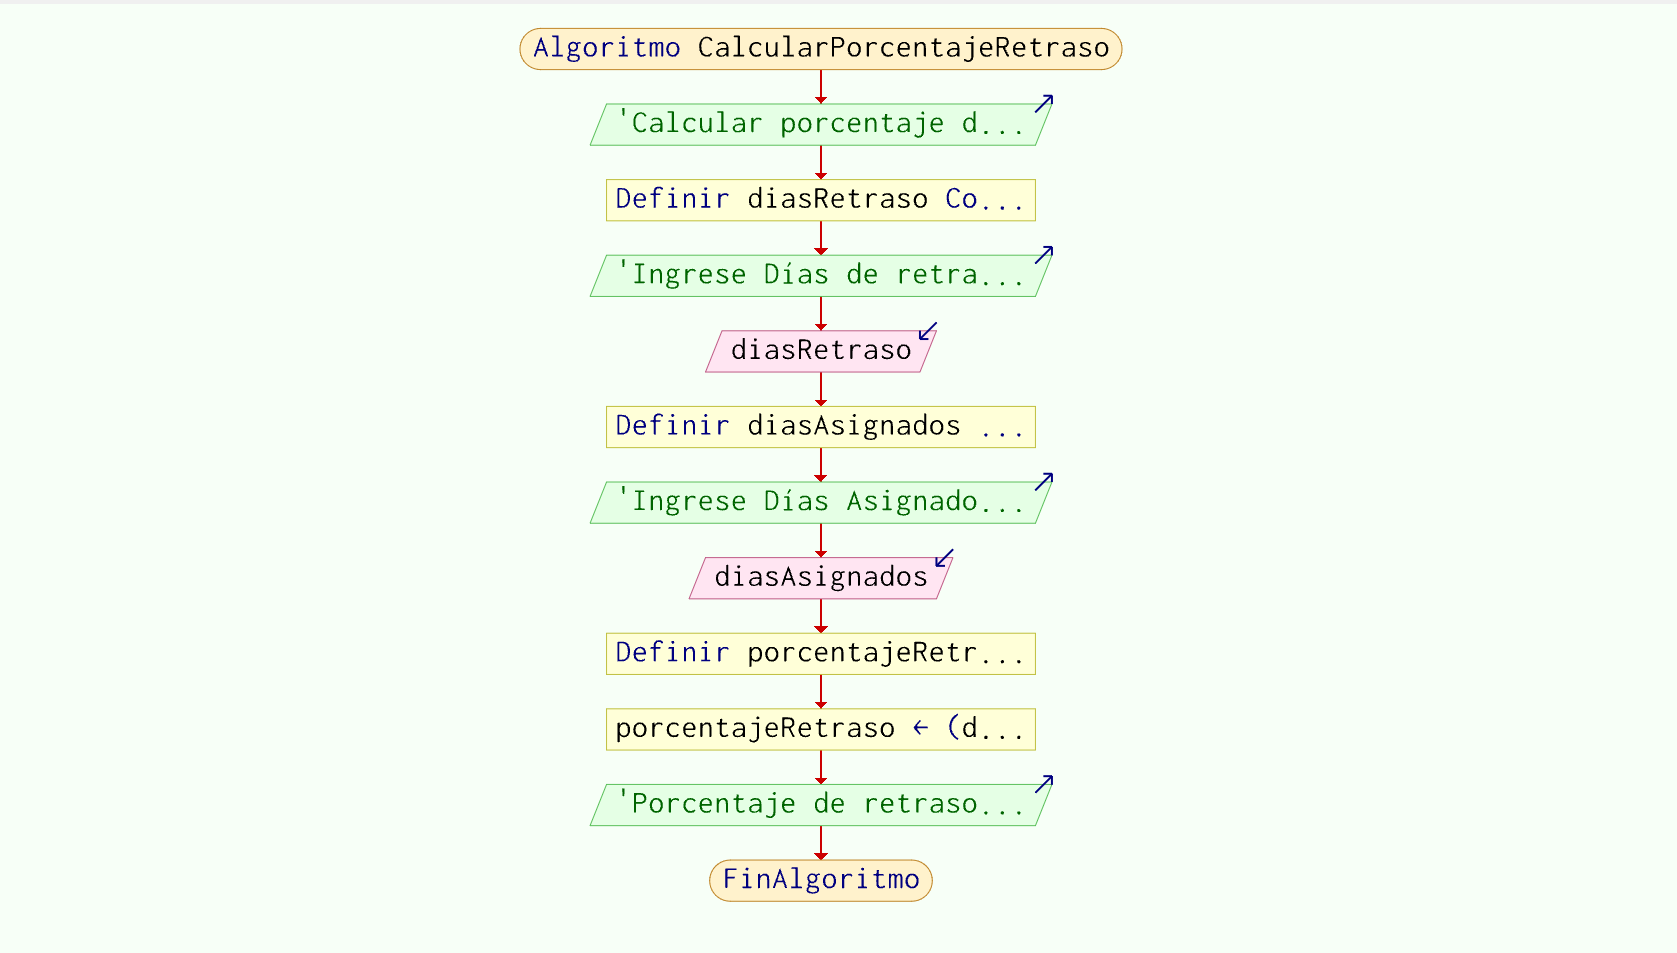 Algoritmo CalcularPorcentajeRetraso
'Calcular porcentaje d...
Definir diasRetraso Co...
'Ingrese Días de retra...
diasRetraso
Definir diasAsignados ...
'Ingrese Días Asignado...
diasAsignados
Definir porcentajeRetr...
porcentajeRetraso ← (d...
'Porcentaje de retraso...
FinAlgoritmo